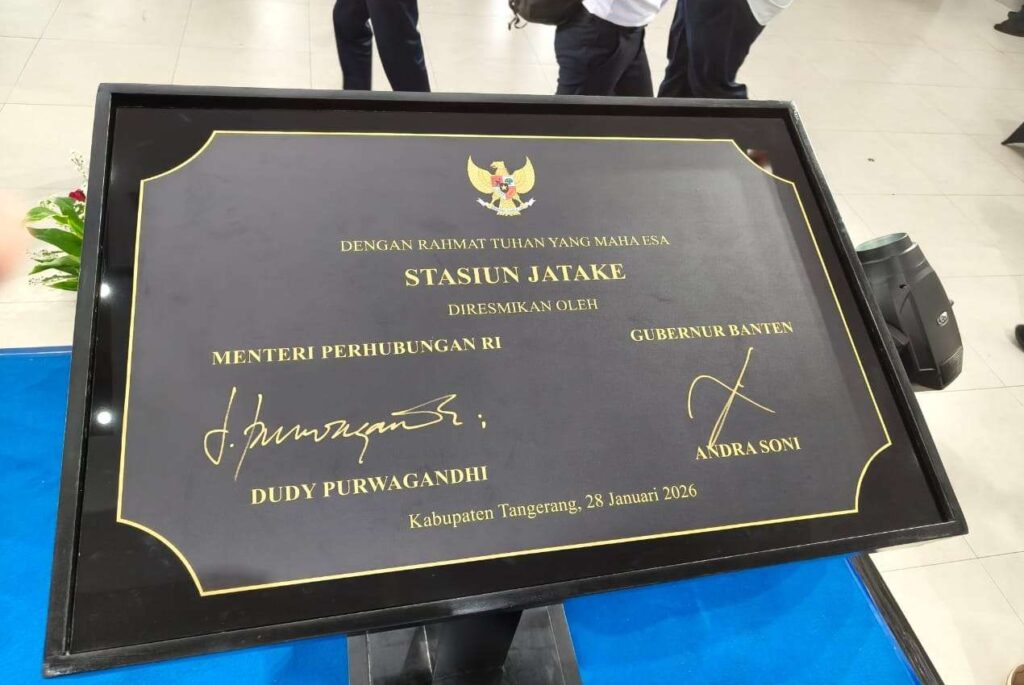 DENGAN RAHMAT TUHAN YANG MAHA ESA
STASIUN JATAKE
DIRESMIKAN OLEH
MENTERI PERHUBUNGAN RI
DUDY PURWAGANDHI
GUBERNUR BANTEN
ANDRA SONI
Kabupaten Tangerang, 28 Januari 2026